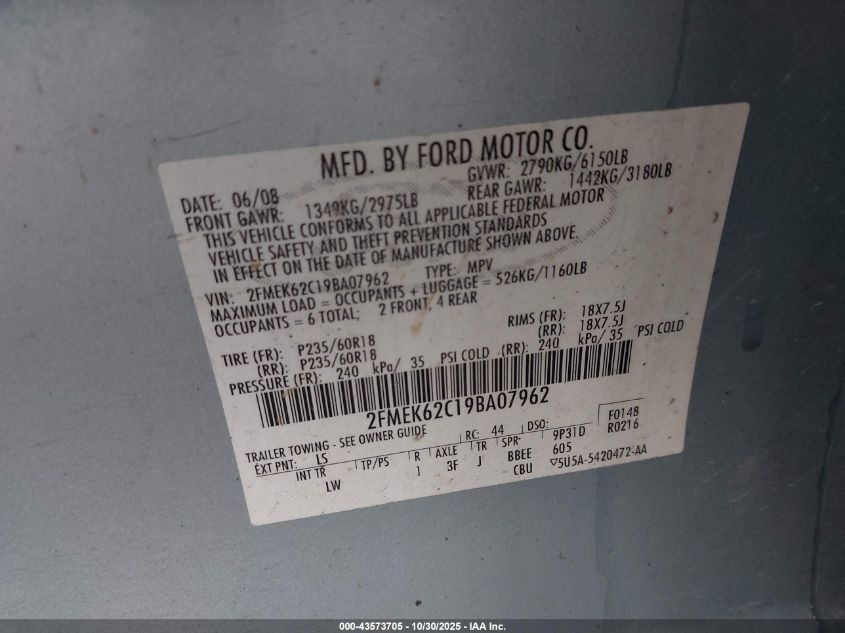 MFD. BY FORD MOTOR CO.
DATE: 06/08 GVWR: 2790KG/6150LB
FRONT GAWR: 1349KG/2975LB REAR GAWR: 1442KG/3180LB
THIS VEHICLE CONFORMS TO ALL APPLICABLE FEDERAL MOTOR
VEHICLE SAFETY AND THEFT PREVENTION STANDARDS
IN EFFECT ON THE DATE OF MANUFACTURE SHOWN ABOVE.
VIN: 2FMEK62C19BA07962 TYPE: MPV
MAXIMUM LOAD = OCCUPANTS + LUGGAGE = 526KG/1160LB
OCCUPANTS = 6 TOTAL; 2 FRONT, 4 REAR
TIRE (FR): P235/60R18 RIMS (FR): 18X7.5J
(RR): P235/60R18 (RR): 18X7.5J
PRESSURE (FR): 240 kPa/ 35 PSI COLD (RR): 240 kPa/ 35 PSI COLD
2FMEK62C19BA07962
TRAILER TOWING - SEE OWNER GUIDE RC: 44 DSO: F0148
EXT PNT: LS 9P31D R0216
INT TR TP/PS R AXLE TR SPR 605
LW 1 3F J BBEE ▽5U5A-5420472-AA
CBU
000-43573705 - 10/30/2025 - IAA Inc.